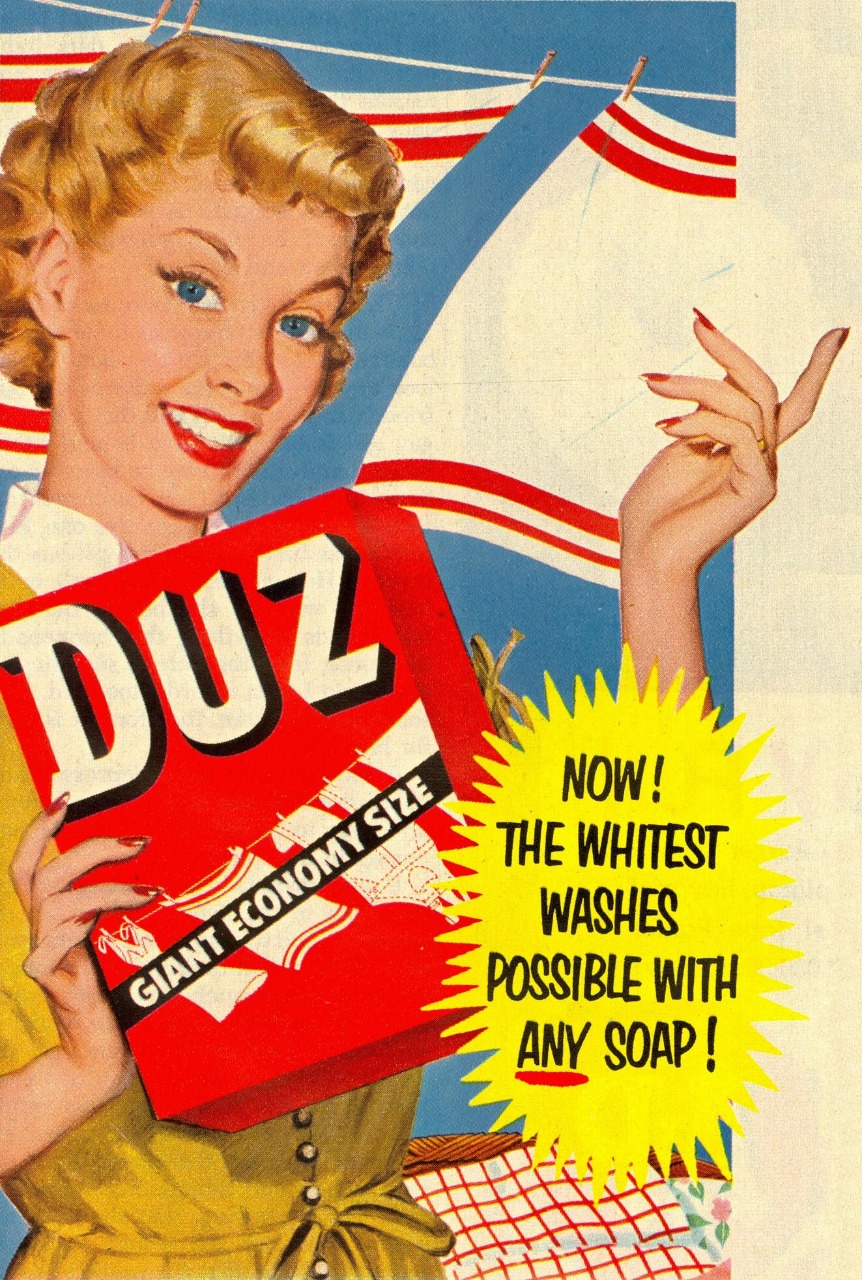 DUZ
GIANT ECONOMY SIZE
NOW!
THE WHITEST
WASHES
POSSIBLE WITH
ANY SOAP!